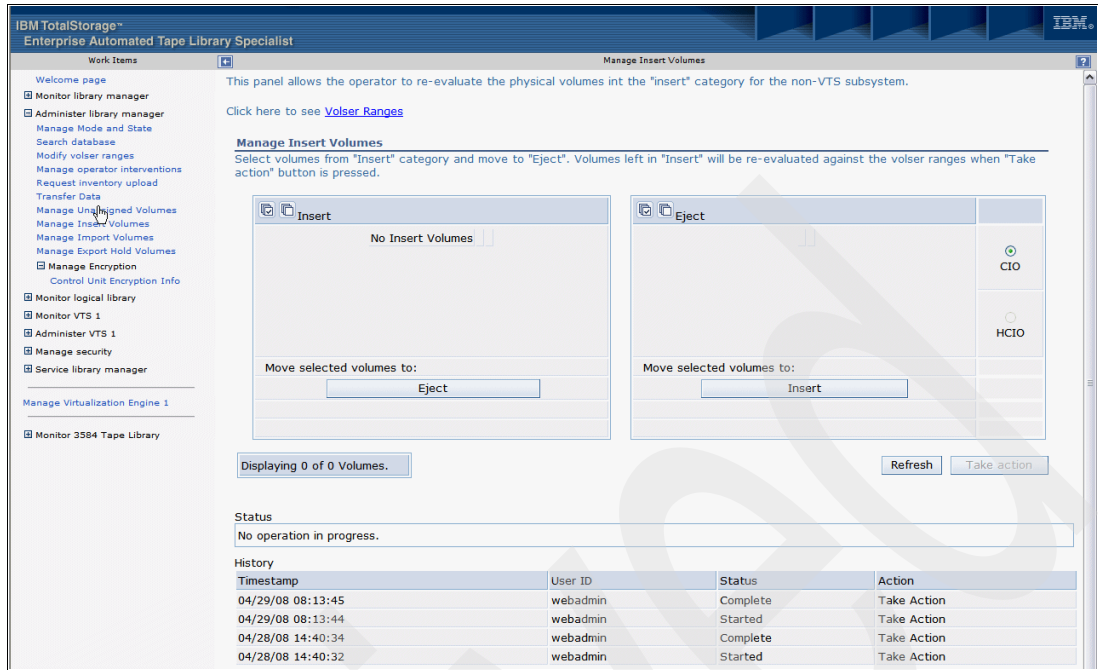 IBM TotalStorage™
Enterprise Automated Tape Library Specialist
IBM®
Work Items
Manage Insert Volumes
?
Welcome page
Monitor library manager
Administer library manager
Manage Mode and State
Search database
Modify volser ranges
Manage operator interventions
Request inventory upload
Transfer Data
Manage Unassigned Volumes
Manage Insert Volumes
Manage Import Volumes
Manage Export Hold Volumes
Manage Encryption
Control Unit Encryption Info
Monitor logical library
Monitor VTS 1
Administer VTS 1
Manage security
Service library manager
Manage Virtualization Engine 1
Monitor 3584 Tape Library
This panel allows the operator to re-evaluate the physical volumes int the "insert" category for the non-VTS subsystem.
Click here to see Volser Ranges
Manage Insert Volumes
Select volumes from "Insert" category and move to "Eject". Volumes left in "Insert" will be re-evaluated against the volser ranges when "Take
action" button is pressed.
Insert
No Insert Volumes
Move selected volumes to:
Eject
Eject
CIO
HCIO
Move selected volumes to:
Insert
Displaying 0 of 0 Volumes.
Refresh
Take action
Status
No operation in progress.
History
Timestamp User ID Status Action
04/29/08 08:13:45 webadmin Complete Take Action
04/29/08 08:13:44 webadmin Started Take Action
04/28/08 14:40:34 webadmin Complete Take Action
04/28/08 14:40:32 webadmin Started Take Action